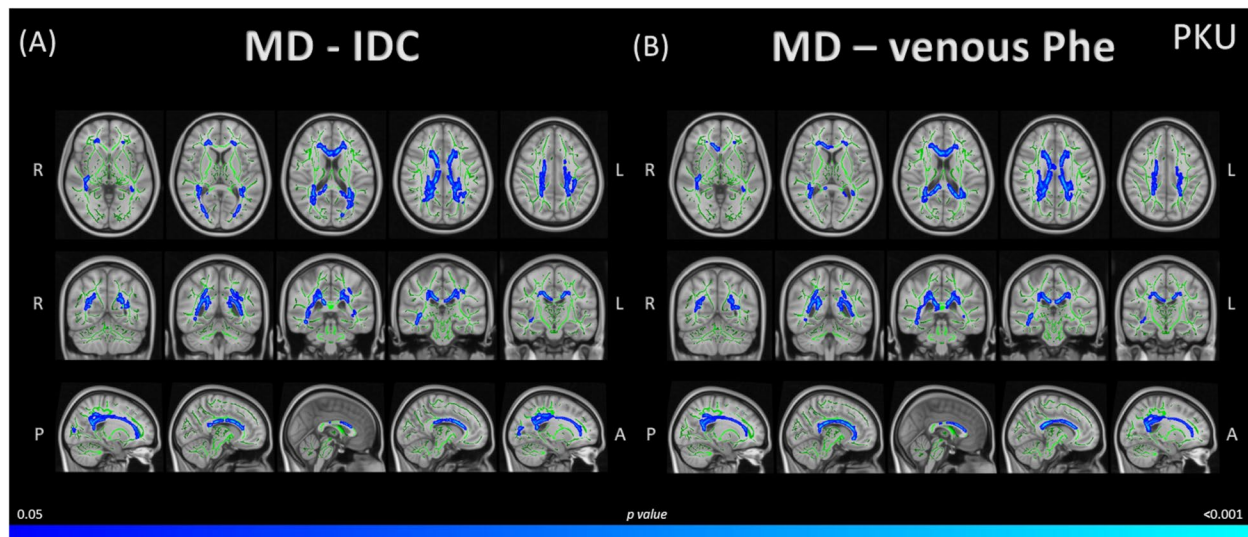 (A) MD - IDC
(B) MD – venous Phe PKU
R L R L
R L R L
P A P A
0.05 p value <0.001